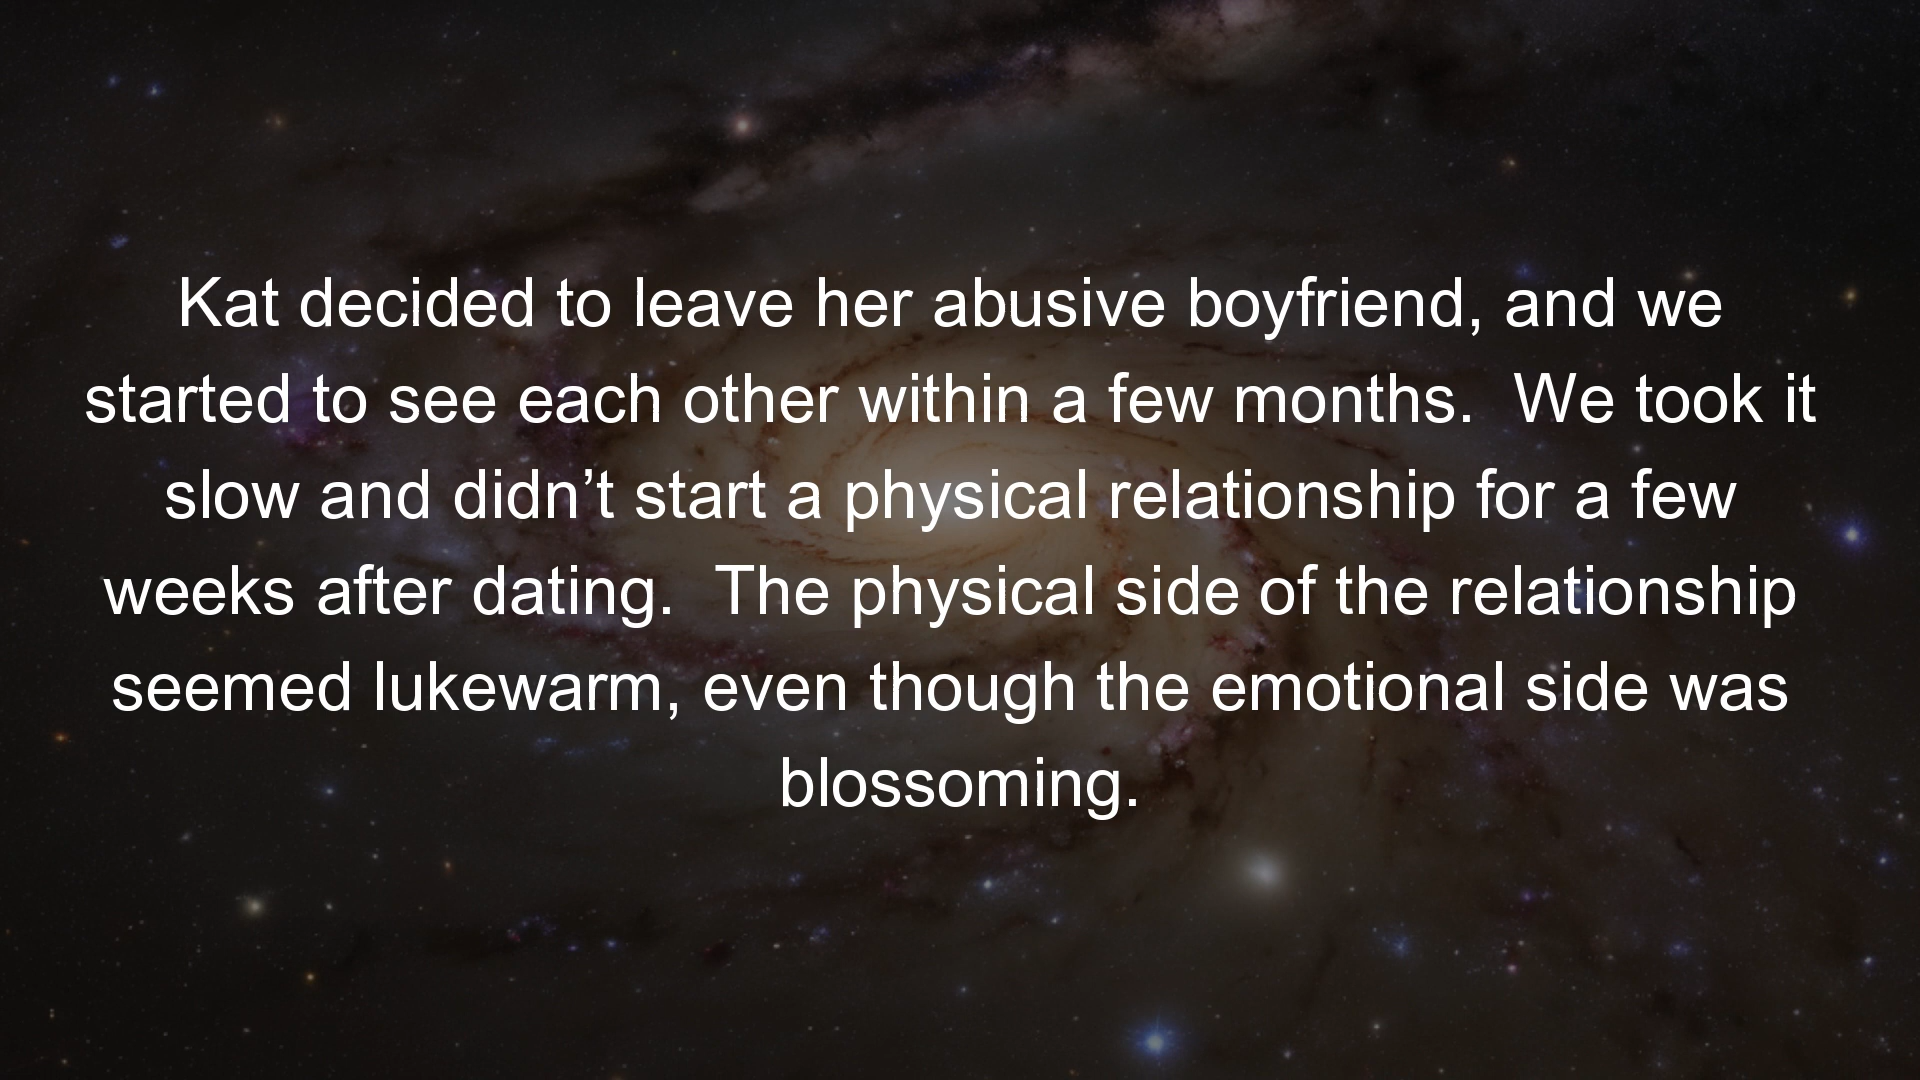 Kat decided to leave her abusive boyfriend, and we
started to see each other within a few months.  We took it
slow and didn’t start a physical relationship for a few
weeks after dating.  The physical side of the relationship
seemed lukewarm, even though the emotional side was
blossoming.